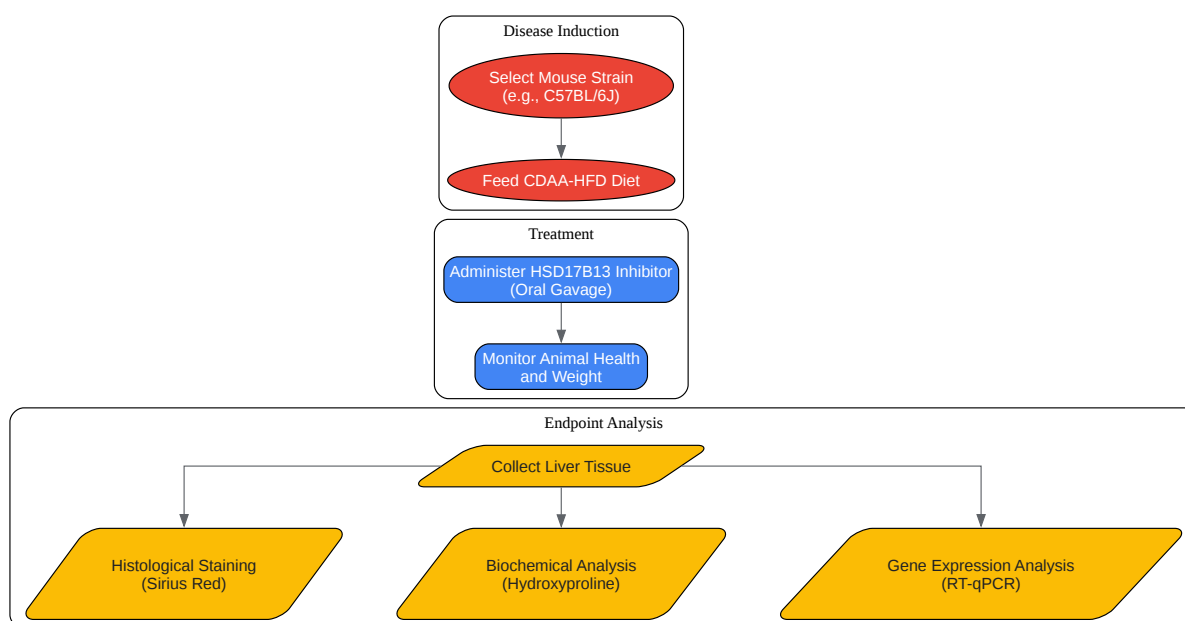 Disease Induction
Select Mouse Strain
(e.g., C57BL/6J)
Feed CDAA-HFD Diet
Treatment
Administer HSD17B13 Inhibitor
(Oral Gavage)
Monitor Animal Health
and Weight
Endpoint Analysis
Collect Liver Tissue
Histological Staining
(Sirius Red)
Biochemical Analysis
(Hydroxyproline)
Gene Expression Analysis
(RT-qPCR)